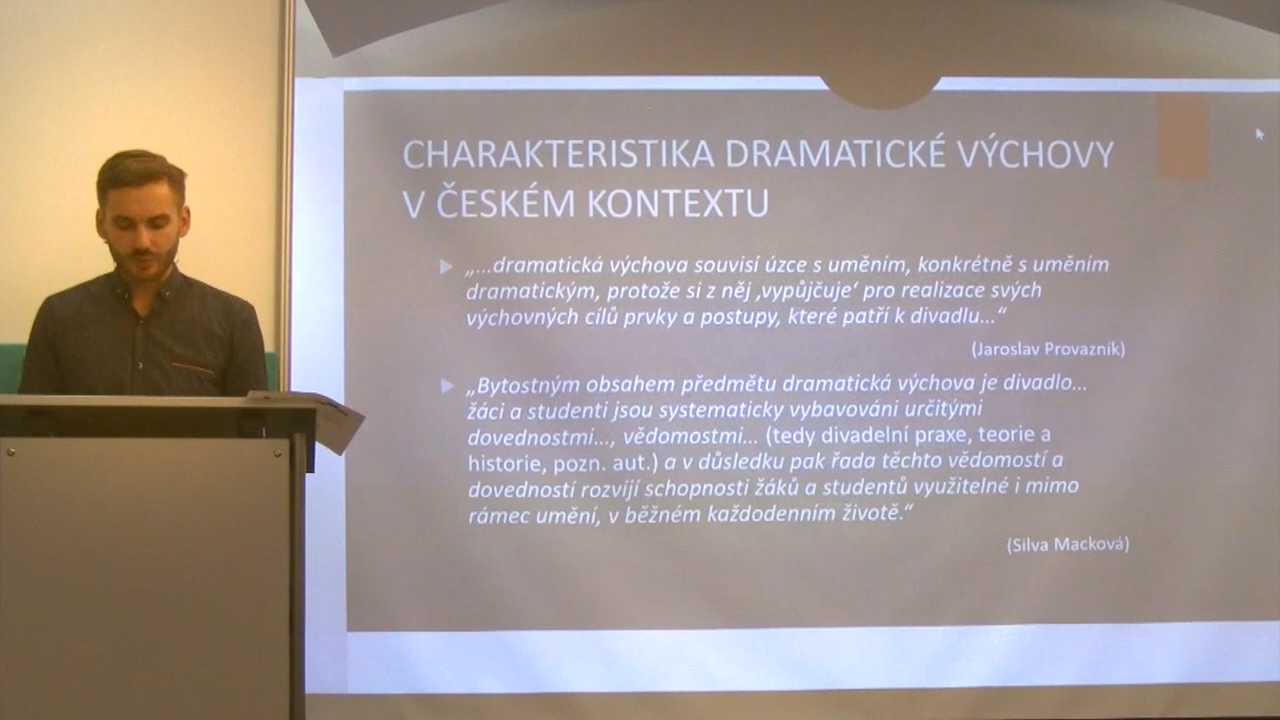 CHARAKTERISTIKA DRAMATICKÉ VÝCHOVY
V ČESKÉM KONTEXTU
„...dramatická výchova souvisí úzce s uměním, konkrétně s uměním
dramatickým, protože si z něj ‚vypůjčuje‘ pro realizace svých
výchovných cílů prvky a postupy, které patří k divadlu...“
(Jaroslav Provazník)
„Bytostným obsahem předmětu dramatická výchova je divadlo...
žáci a studenti jsou systematicky vybavováni určitými
dovednostmi..., vědomostmi... (tedy divadelní praxe, teorie a
historie, pozn. aut.) a v důsledku pak řada těchto vědomostí a
dovedností rozvíjí schopnosti žáků a studentů využitelné i mimo
rámec umění, v běžném každodenním životě.“
(Silva Macková)